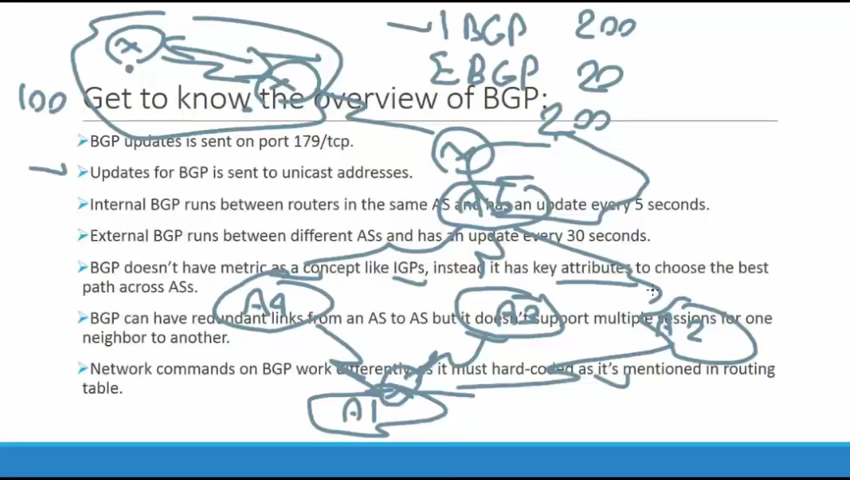 I BGP 200
E BGP 20
100 Get to know the overview of BGP:
200
➢BGP updates is sent on port 179/tcp.
➢Updates for BGP is sent to unicast addresses.
➢Internal BGP runs between routers in the same AS and has an update every 5 seconds.
A5
➢External BGP runs between different ASs and has an update every 30 seconds.
➢BGP doesn't have metric as a concept like IGPs, instead it has key attributes to choose the best
path across ASs.
A4 A3 A2
➢BGP can have redundant links from an AS to AS but it doesn't support multiple sessions for one
neighbor to another.
➢Network commands on BGP work differently as it must hard-coded as it's mentioned in routing
table.
A1